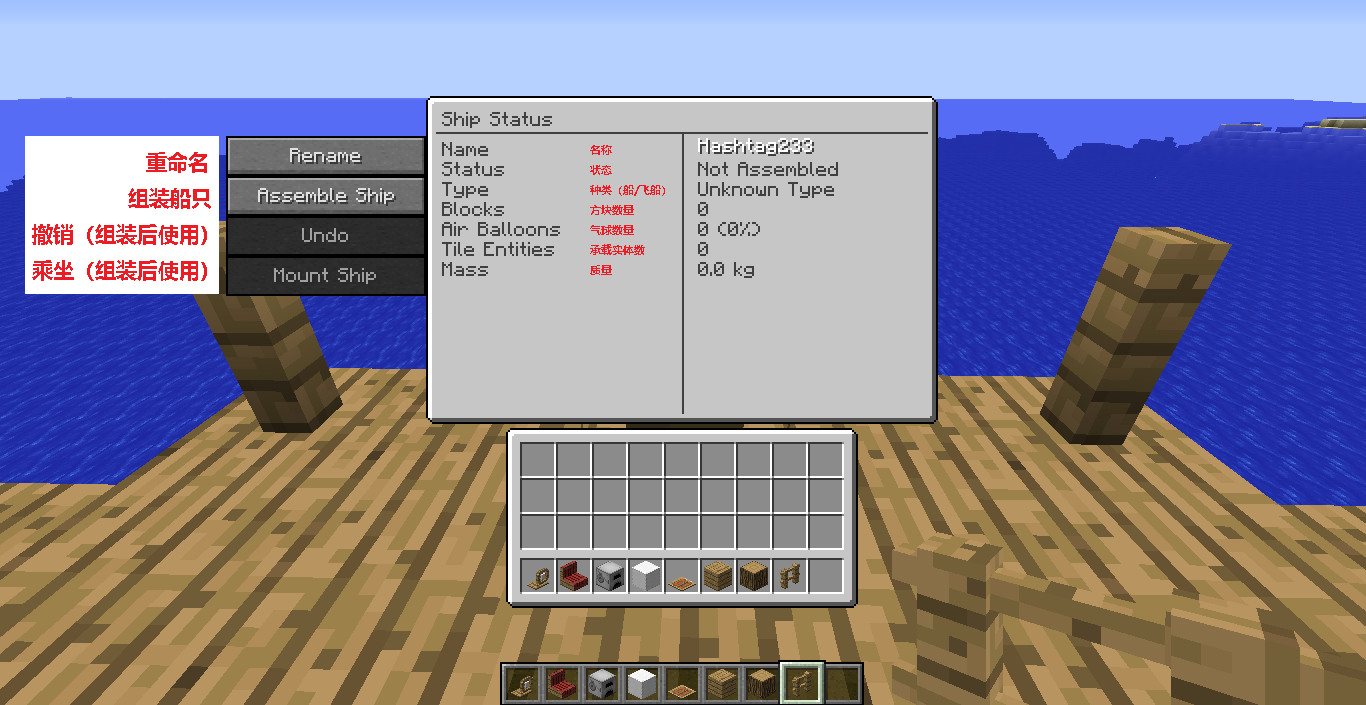 Ship Status
重命名 Rename
组装船只 Assemble Ship
撤销（组装后使用） Undo
乘坐（组装后使用） Mount Ship
Name 名称 Hashtag233
Status 状态 Not Assembled
Type 种类（船/飞船） Unknown Type
Blocks 方块数量 0
Air Balloons 气球数量 0 (0%)
Tile Entities 承载实体数 0
Mass 质量 0.0 kg